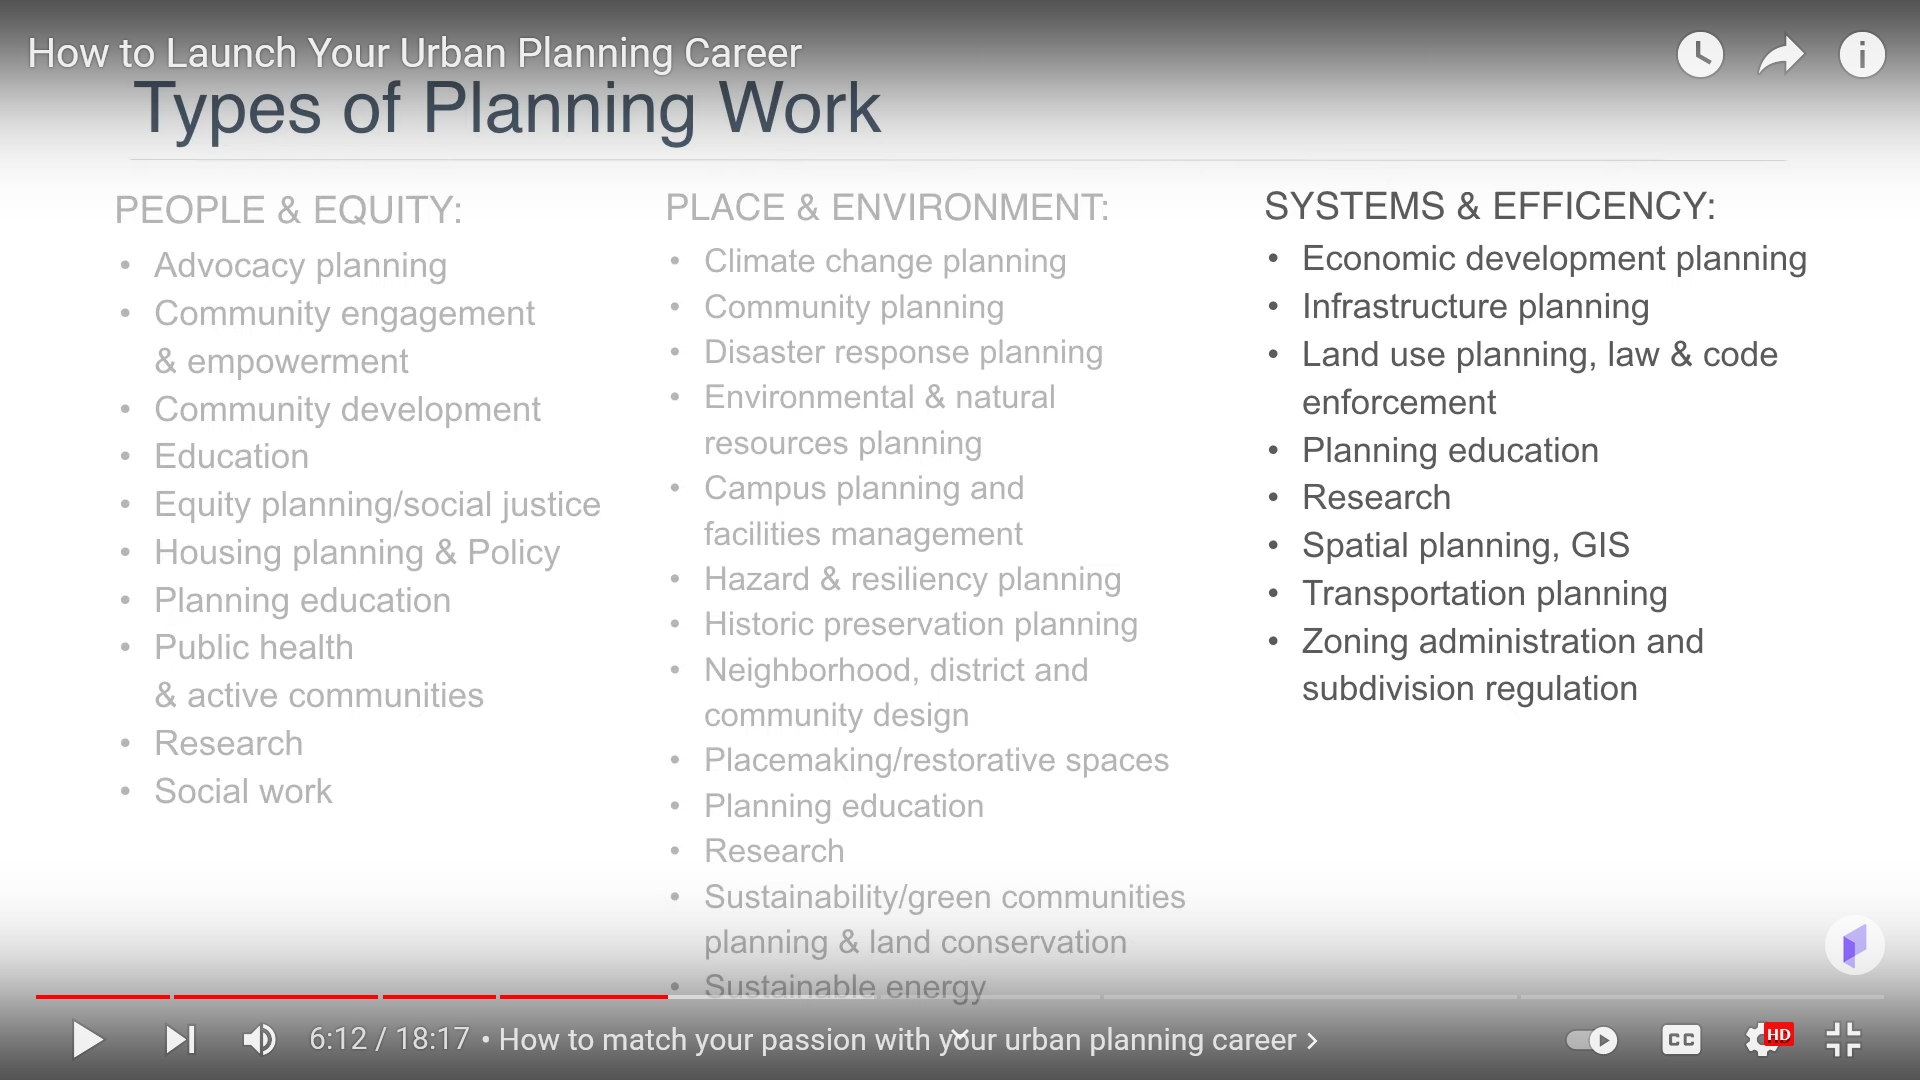 How to Launch Your Urban Planning Career
Types of Planning Work
PEOPLE & EQUITY:
• Advocacy planning
• Community engagement
& empowerment
• Community development
• Education
• Equity planning/social justice
• Housing planning & Policy
• Planning education
• Public health
& active communities
• Research
• Social work
PLACE & ENVIRONMENT:
• Climate change planning
• Community planning
• Disaster response planning
• Environmental & natural
resources planning
• Campus planning and
facilities management
• Hazard & resiliency planning
• Historic preservation planning
• Neighborhood, district and
community design
• Placemaking/restorative spaces
• Planning education
• Research
• Sustainability/green communities
planning & land conservation
• Sustainable energy
SYSTEMS & EFFICENCY:
• Economic development planning
• Infrastructure planning
• Land use planning, law & code
enforcement
• Planning education
• Research
• Spatial planning, GIS
• Transportation planning
• Zoning administration and
subdivision regulation
6:12 / 18:17 • How to match your passion with your urban planning career
CC
HD